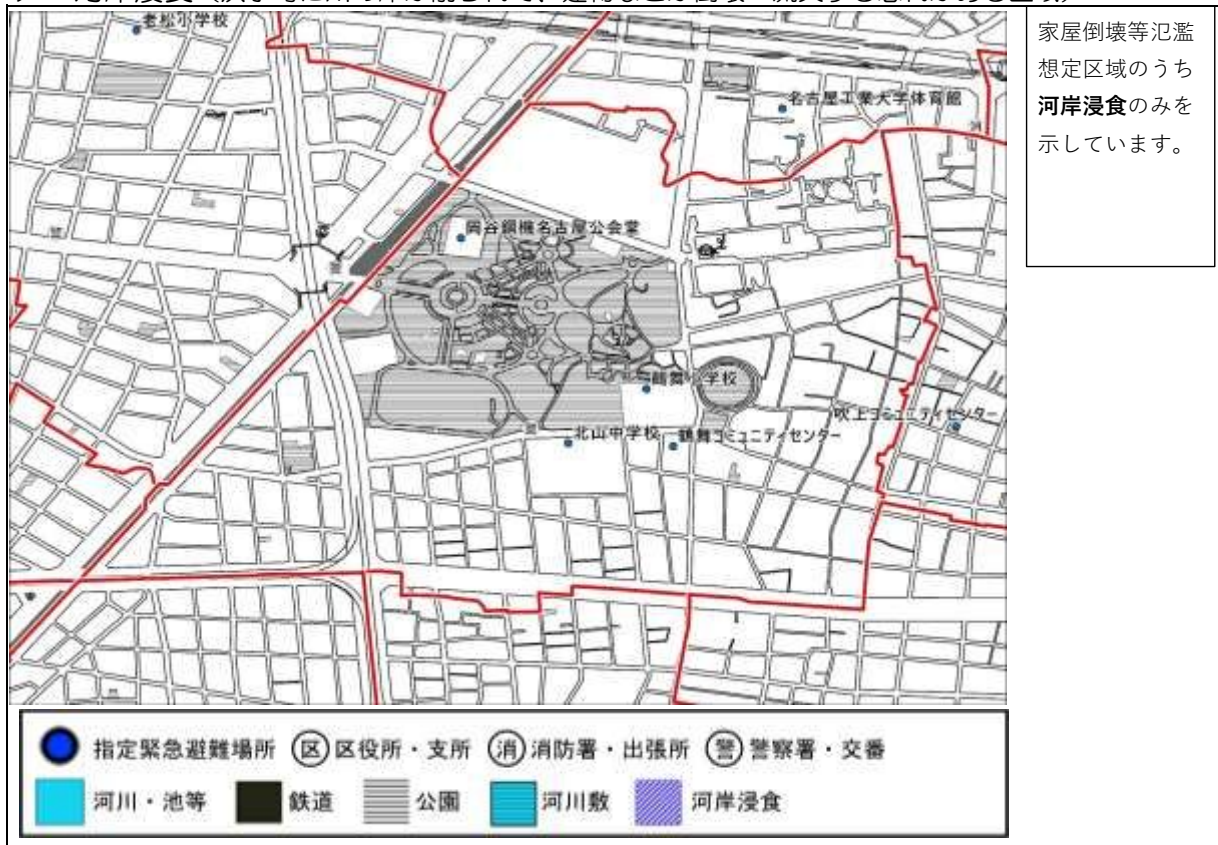 家屋倒壊等氾濫
想定区域のうち
河岸浸食のみを
示しています。
老松小学校
名古屋工業大学体育館
岡谷鋼機名古屋公会堂
鶴舞小学校
吹上コミュニティセンター
北山中学校
鶴舞コミュニティセンター
指定緊急避難場所 区 区役所・支所 消 消防署・出張所 警 警察署・交番
河川・池等 鉄道 公園 河川敷 河岸浸食